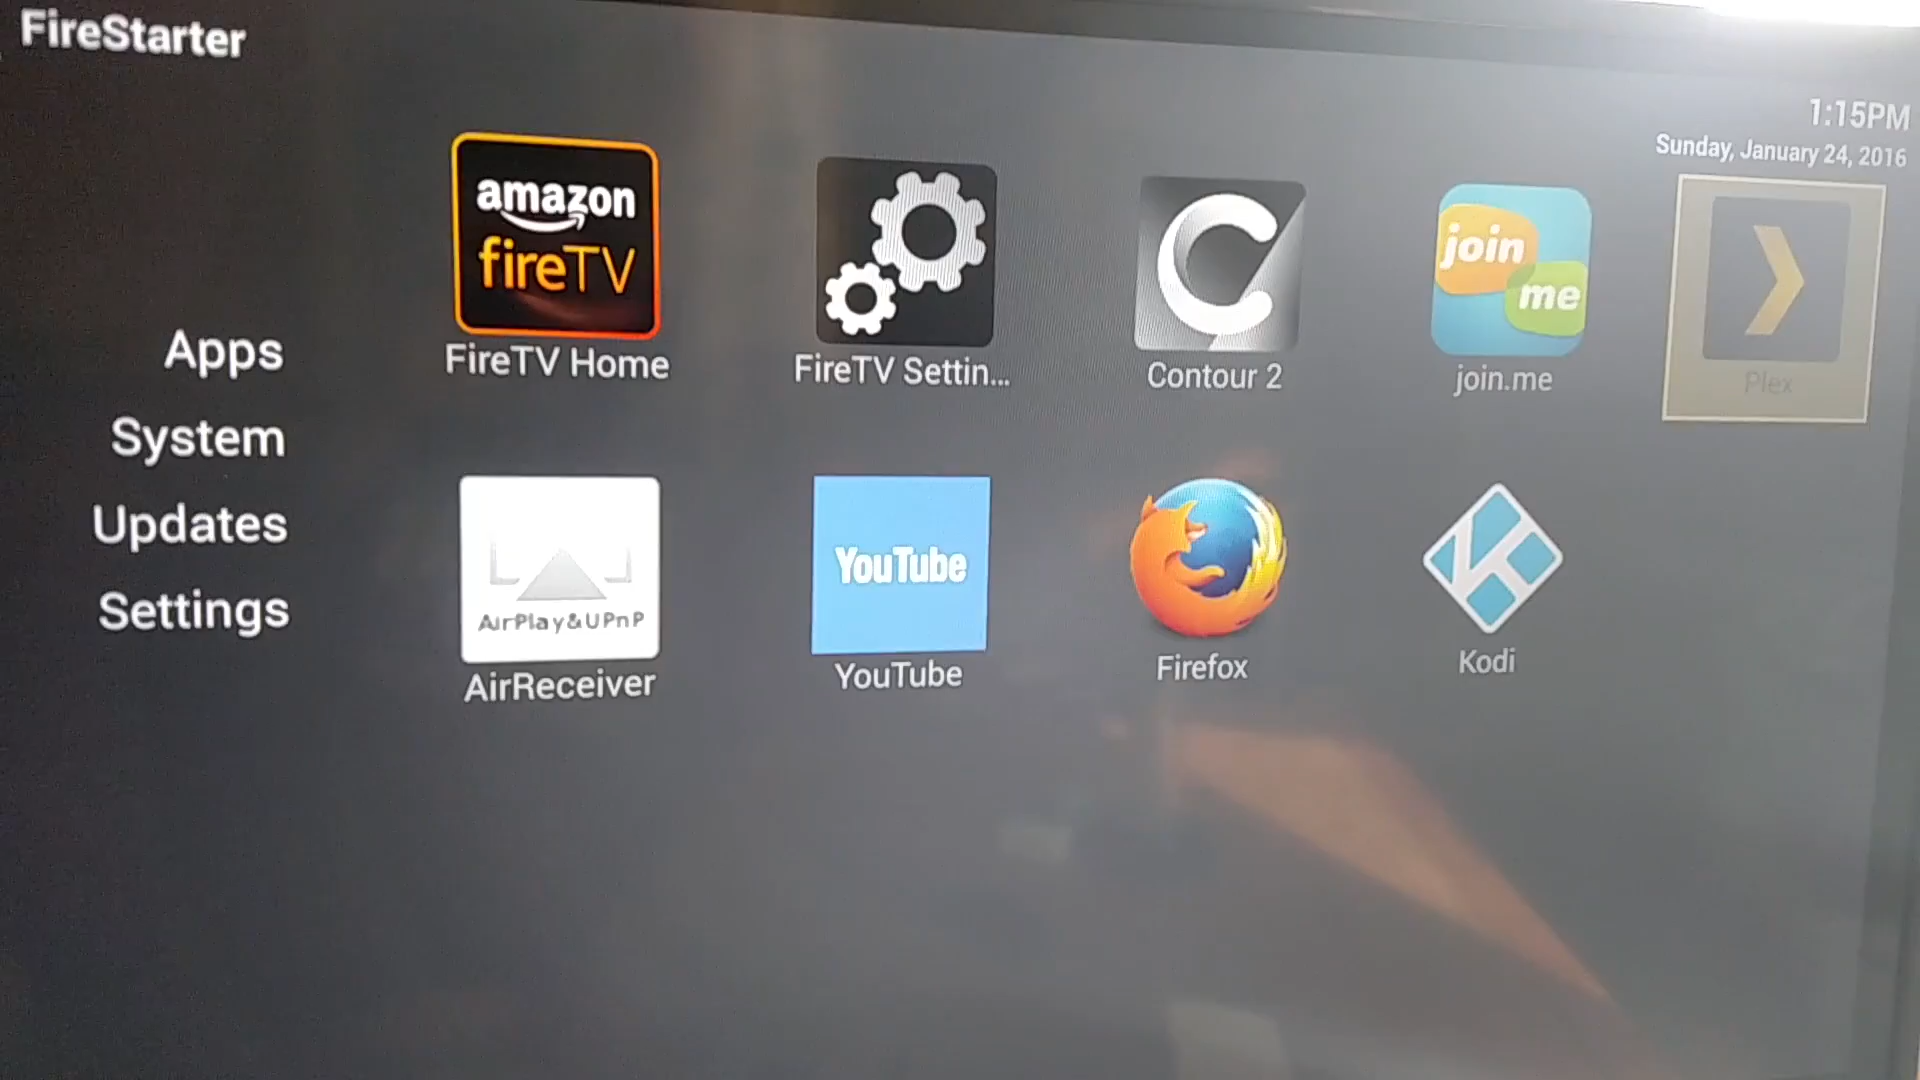 FireStarter
1:15PM
Sunday, January 24, 2016
Apps
System
Updates
Settings
amazon
fireTV
FireTV Home
FireTV Settin...
Contour 2
join
me
join.me
Plex
AirPlay&UPnP
AirReceiver
YouTube
YouTube
Firefox
Kodi